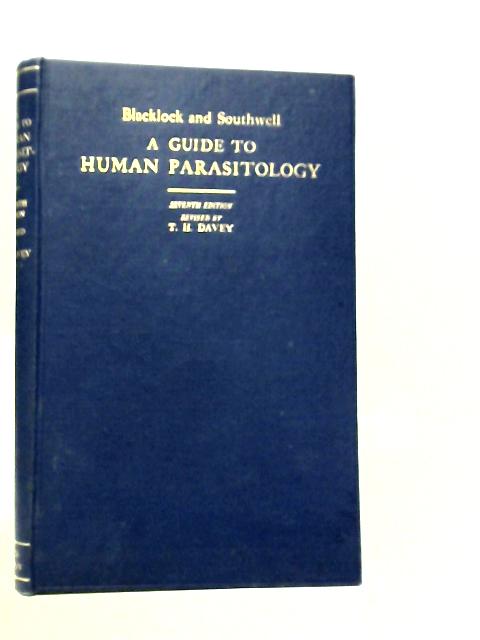 Blacklock and Southwell
A GUIDE TO
HUMAN PARASITOLOGY
SEVENTH EDITION
REVISED BY
T. H. DAVEY